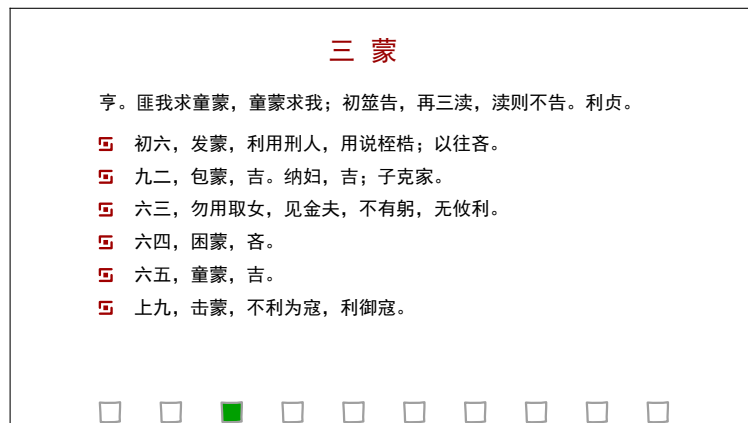 三 蒙
亨。匪我求童蒙，童蒙求我；初筮告，再三渎，渎则不告。利贞。
初六，发蒙，利用刑人，用说桎梏；以往吝。
九二，包蒙，吉。纳妇，吉；子克家。
六三，勿用取女，见金夫，不有躬，无攸利。
六四，困蒙，吝。
六五，童蒙，吉。
上九，击蒙，不利为寇，利御寇。